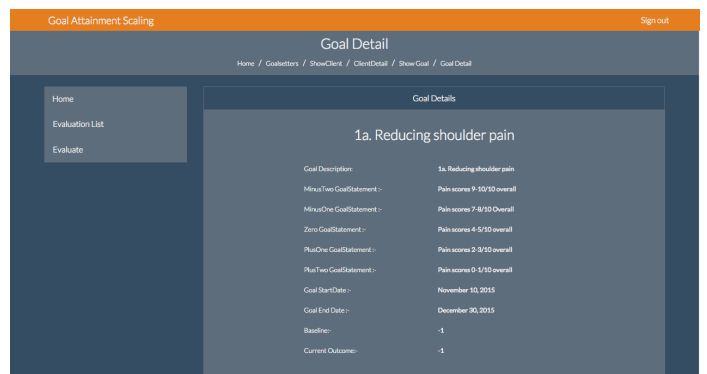 Goal Attainment Scaling Sign out
Goal Detail
Home / Goalsetters / ShowClient / ClientDetail / Show Goal / Goal Detail
Home
Evaluation List
Evaluate
Goal Details
1a. Reducing shoulder pain
Goal Description: 1a. Reducing shoulder pain
MinusTwo GoalStatement :- Pain scores 9-10/10 overall
MinusOne GoalStatement :- Pain scores 7-8/10 Overall
Zero GoalStatement :- Pain scores 4-5/10 overall
PlusOne GoalStatement :- Pain scores 2-3/10 overall
PlusTwo GoalStatement :- Pain scores 0-1/10 overall
Goal StartDate :- November 10, 2015
Goal End Date :- December 30, 2015
Baseline:- -1
Current Outcome:- -1